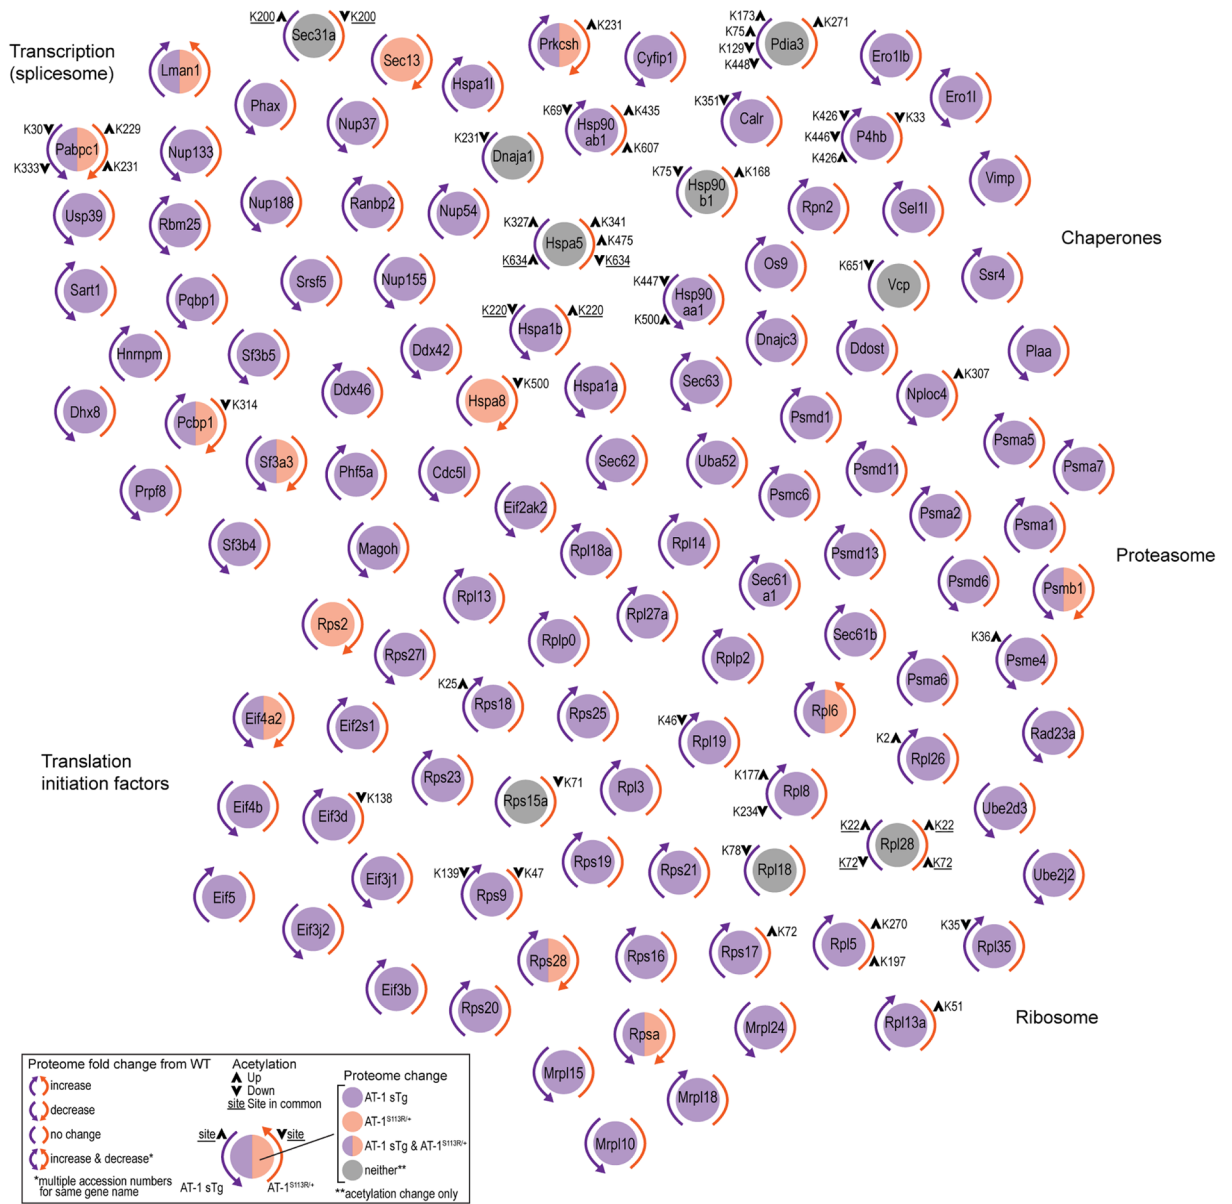 K200
K200
Sec31a
Transcription
(splicesome)
Lman1
Sec13
Hspa1l
Prkcsh
K231
Cyfip1
K173
K75
K129
K448
K271
Pdia3
Ero1lb
Ero1l
Phax
Nup37
K69
K435
K607
Hsp90
ab1
K351
Calr
K426
K446
K426
K33
P4hb
K30
K333
K229
K231
Pabpc1
Nup133
K231
Dnaja1
K75
K168
Hsp90
b1
Vimp
Usp39
Rbm25
Nup188
Ranbp2
Nup54
Rpn2
Sel1l
Chaperones
K327
K634
K341
K475
K634
Hspa5
Os9
Sart1
Pqbp1
Srsf5
Nup155
K447
K500
Hsp90
aa1
K651
Vcp
Ssr4
Hnrnpm
Sf3b5
Ddx42
K220
K220
Hspa1b
Dnajc3
Ddost
Plaa
Dhx8
Pcbp1
K314
Ddx46
Hspa8
K500
Hspa1a
Sec63
Psmd1
Nploc4
K307
Prpf8
Sf3a3
Phf5a
Cdc5l
Sec62
Uba52
Psmc6
Psmd11
Psma5
Psma7
Sf3b4
Magoh
Eif2ak2
Rpl18a
Rpl14
Psmd13
Psma2
Psma1
Proteasome
Rpl13
Rpl27a
Sec61
a1
Psmd6
Psmb1
Rps2
Rps27l
Rplp0
Rplp2
Sec61b
K36
Psme4
Eif4a2
Eif2s1
K25
Rps18
Rps25
Rpl6
Psma6
Translation
initiation factors
K46
Rpl19
K2
Rpl26
Rad23a
Eif4b
Eif3d
K138
Rps23
Rps15a
K71
Rpl3
K177
K234
Rpl8
Ube2d3
K22
K72
K22
K72
Rpl28
Eif5
Eif3j1
K139
K47
Rps9
Rps19
Rps21
K78
Rpl18
Ube2j2
Eif3j2
Rps28
Rps16
Rps17
K72
Rpl5
K270
K197
K35
Rpl35
Eif3b
Rps20
Rpsa
Mrpl24
Rpl13a
K51
Ribosome
Mrpl15
Mrpl18
Mrpl10
Proteome fold change from WT
increase
decrease
no change
increase & decrease*
*multiple accession numbers
for same gene name
Acetylation
Up
Down
site Site in common
site
site
AT-1 sTg
AT-1S113R/+
Proteome change
AT-1 sTg
AT-1S113R/+
AT-1 sTg & AT-1S113R/+
neither**
**acetylation change only